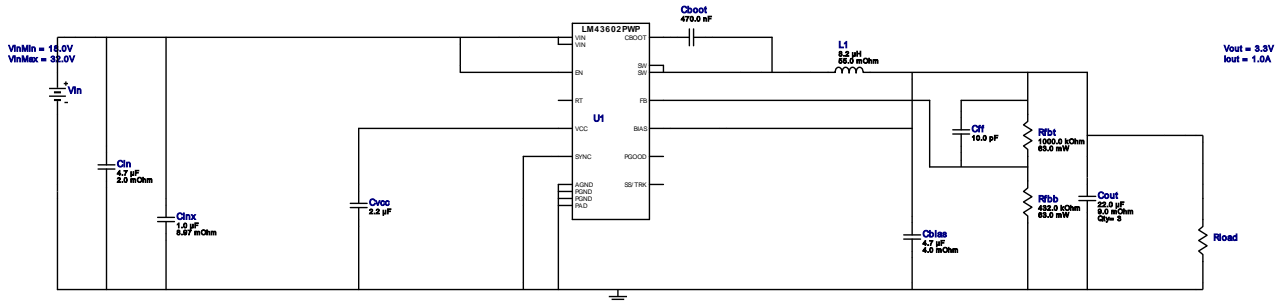 Cboot
470.0 nF
LM43602PWP
VIN
VIN
EN
RT
VCC
SYNC
AGND
PGND
PGND
PAD
CBOOT
SW
SW
FB
BIAS
PGOOD
SS/TRK
U1
VinMin = 18.0V
VinMax = 32.0V
Vin
+
-
Cin
4.7 µF
2.0 mOhm
Cinx
1.0 µF
8.97 mOhm
Cvcc
2.2 µF
L1
8.2 µH
55.0 mOhm
Vout = 3.3V
Iout = 1.0A
Cff
10.0 pF
Rfbt
1000.0 kOhm
63.0 mW
Rfbb
432.0 kOhm
63.0 mW
Cout
22.0 µF
9.0 mOhm
Qty= 3
Cbias
4.7 µF
4.0 mOhm
Rload